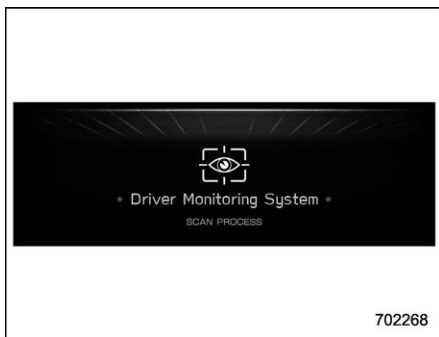 • Driver Monitoring System •
SCAN PROCESS
702268